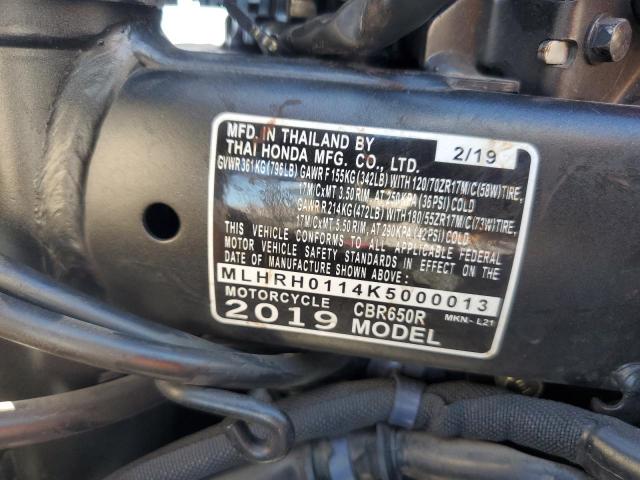 MFD. IN THAILAND BY
THAI HONDA MFG. CO., LTD. 2/19
GVWR 361KG(796LB) GAWR F 155KG (342LB) WITH 120/70ZR17M/C(58W)TIRE,
17M/CxMT 3.50 RIM, AT 250KPA (36PSI) COLD
GAWR R 214KG (472LB) WITH 180/55ZR17M/C(73W)TIRE,
17M/CxMT 5.50 RIM, AT 290KPA (42PSI) COLD
THIS VEHICLE CONFORMS TO ALL APPLICABLE FEDERAL
MOTOR VEHICLE SAFETY STANDARDS IN EFFECT ON THE
DATE OF MANUFACTURE SHOWN ABOVE:
MLHRH0114K5000013
MOTORCYCLE CBR650R MKN-L21
2019 MODEL